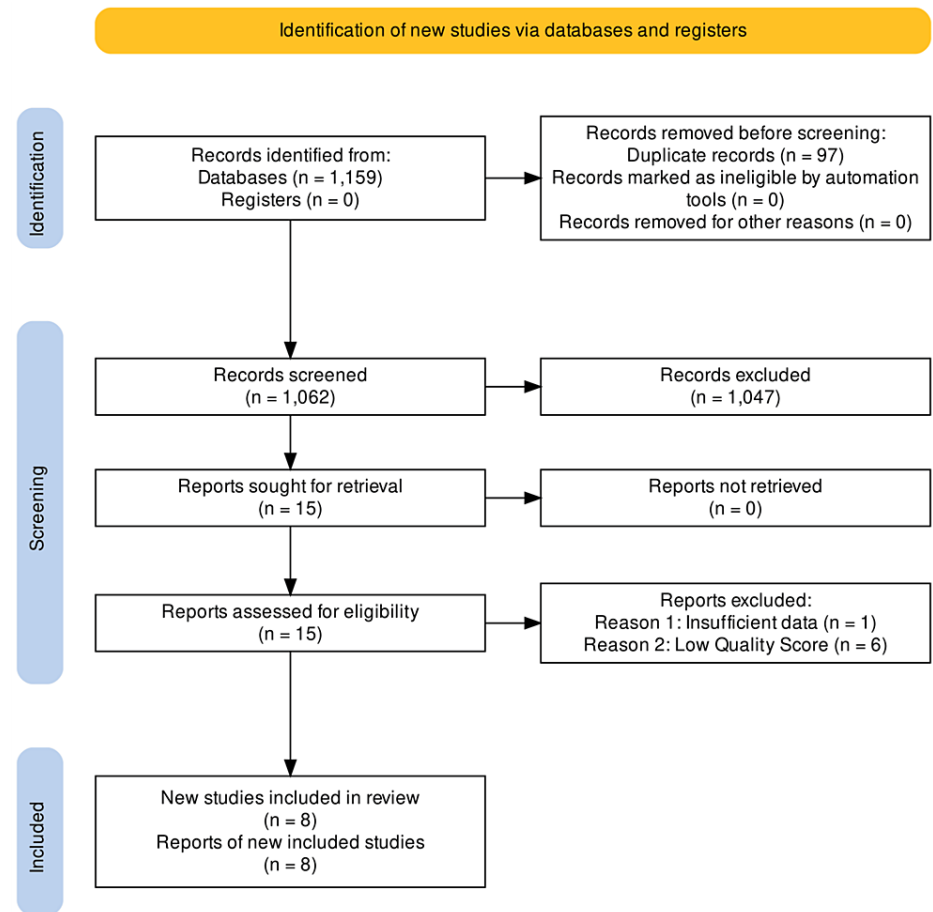 Identification of new studies via databases and registers
Identification
Records identified from:
Databases (n = 1,159)
Registers (n = 0)
Records removed before screening:
Duplicate records (n = 97)
Records marked as ineligible by automation
tools (n = 0)
Records removed for other reasons (n = 0)
Screening
Records screened
(n = 1,062)
Records excluded
(n = 1,047)
Reports sought for retrieval
(n = 15)
Reports not retrieved
(n = 0)
Reports assessed for eligibility
(n = 15)
Reports excluded:
Reason 1: Insufficient data (n = 1)
Reason 2: Low Quality Score (n = 6)
Included
New studies included in review
(n = 8)
Reports of new included studies
(n = 8)